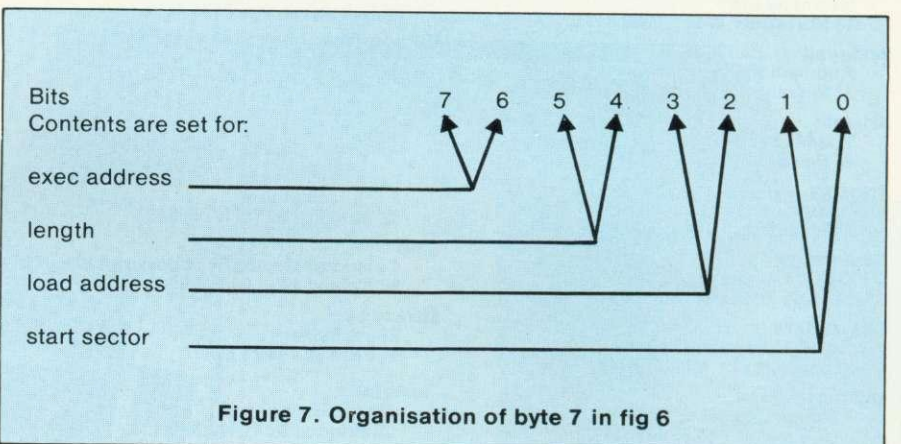 Bits 7 6 5 4 3 2 1 0
Contents are set for:
exec address
length
load address
start sector
Figure 7. Organisation of byte 7 in fig 6